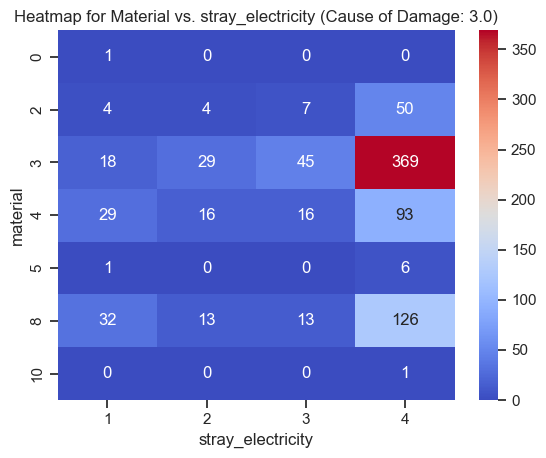 Heatmap for Material vs. stray_electricity (Cause of Damage: 3.0)
material
0 1 0 0 0
2 4 4 7 50
3 18 29 45 369
4 29 16 16 93
5 1 0 0 6
8 32 13 13 126
10 0 0 0 1
1 2 3 4
stray_electricity
350
300
250
200
150
100
50
0